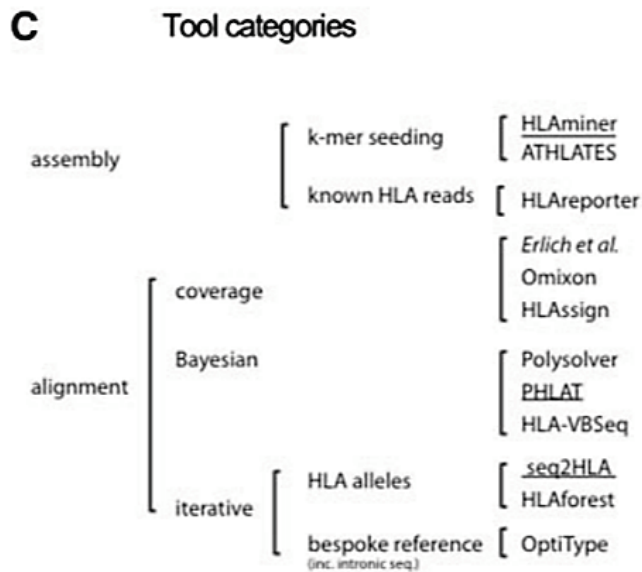 C Tool categories
assembly
k-mer seeding
HLAminer
ATHLATES
known HLA reads
HLAreporter
alignment
coverage
Erlich et al.
Omixon
HLAssign
Bayesian
Polysolver
PHLAT
HLA-VBSeq
iterative
HLA alleles
seq2HLA
HLAforest
bespoke reference
(inc. intronic seq.)
OptiType